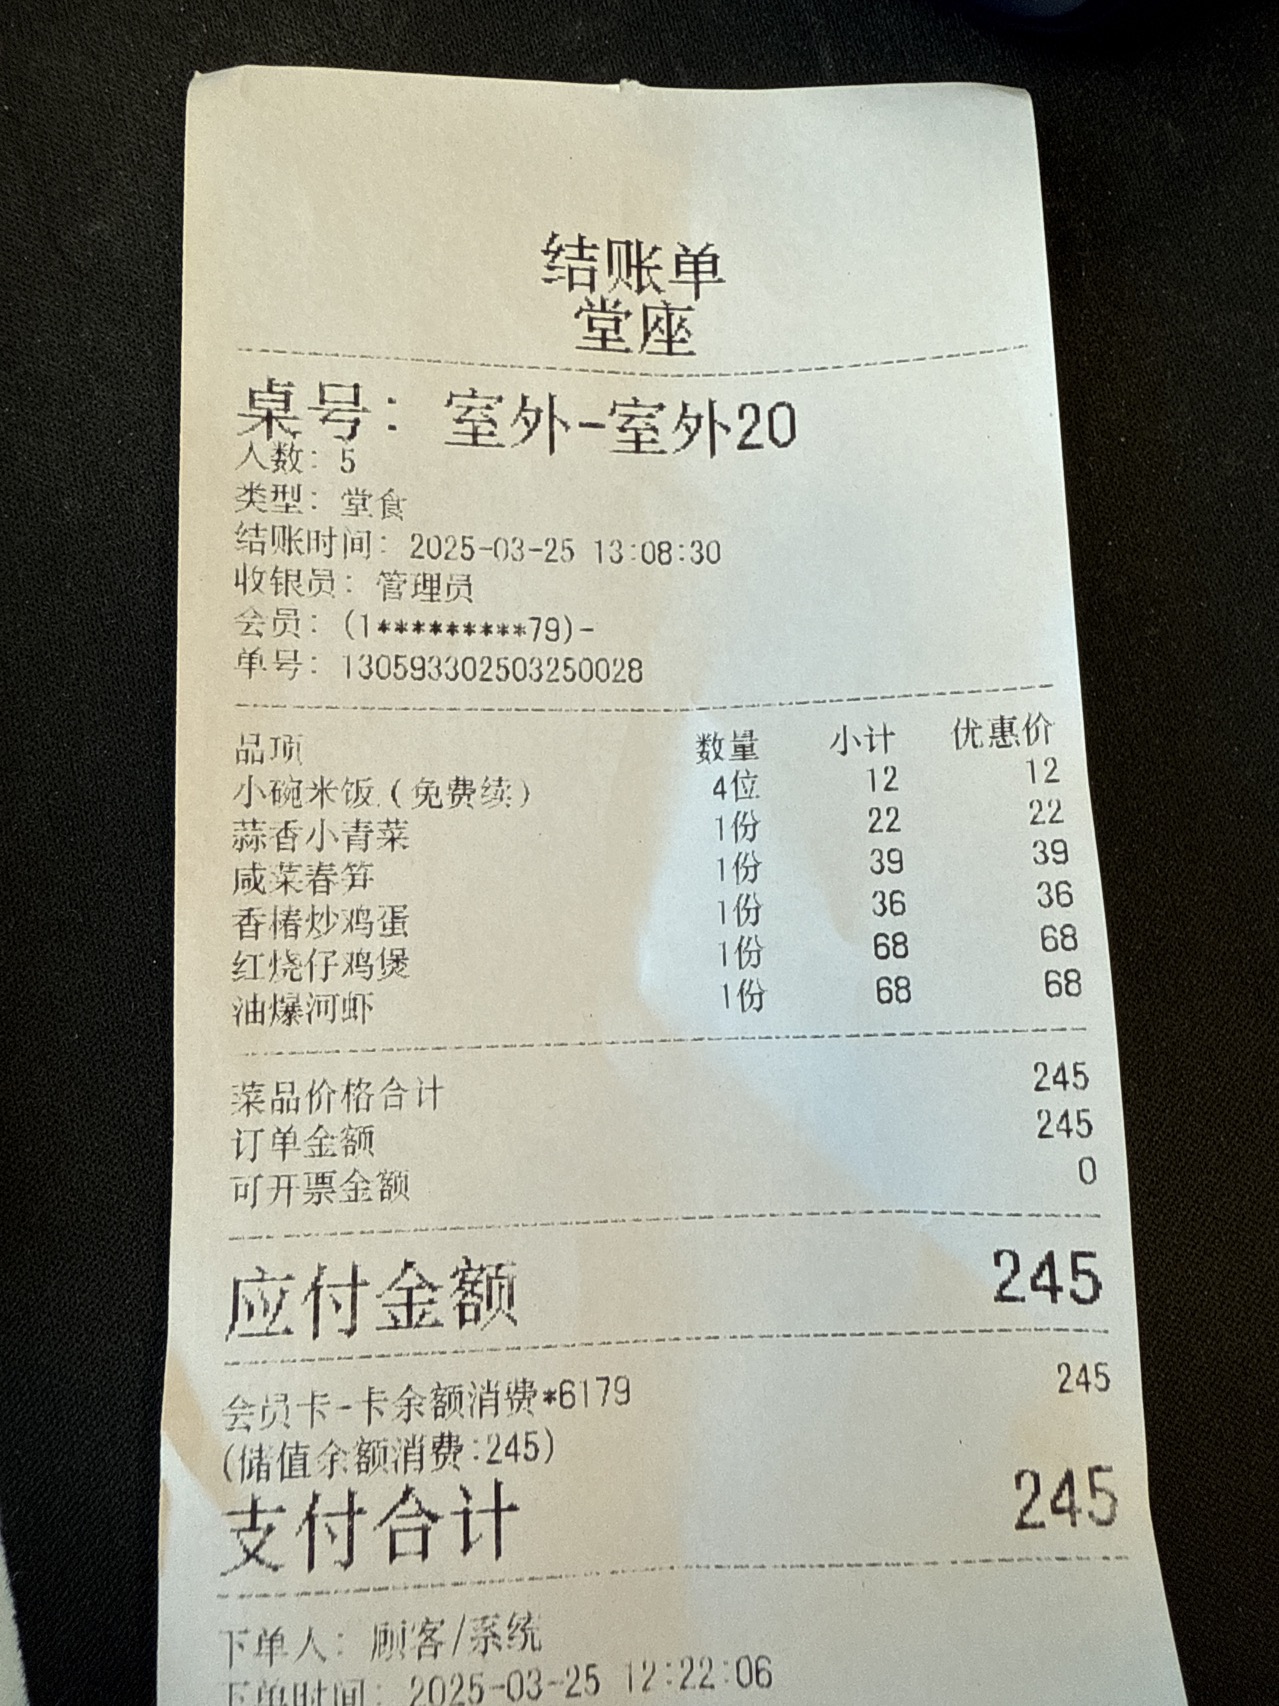 结账单
堂座
桌号: 室外-室外20
人数: 5
类型: 堂食
结账时间: 2025-03-25 13:08:30
收银员: 管理员
会员: (1*********79)-
单号: 130593302503250028
品项 数量 小计 优惠价
小碗米饭.(免费续) 4位 12 12
蒜香小青菜 1份 22 22
咸菜春笋 1份 39 39
香椿炒鸡蛋 1份 36 36
红烧仔鸡煲 1份 68 68
油爆河虾 1份 68 68
菜品价格合计 245
订单金额 245
可开票金额 0
应付金额 245
会员卡-卡余额消费*6179 245
(储值余额消费:245)
支付合计 245
下单人: 顾客/系统
下单时间: 2025-03-25 12:22:06